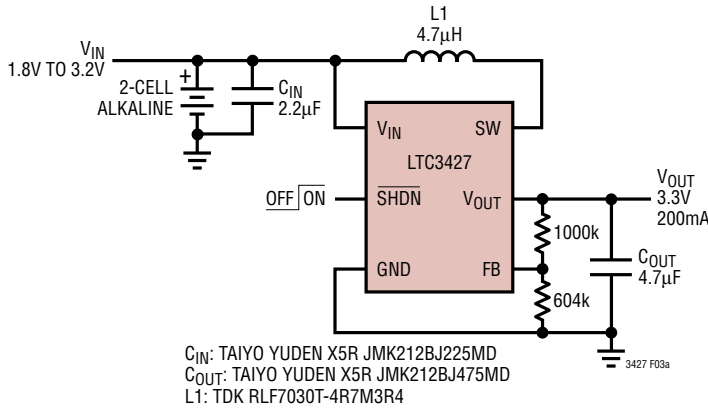 L1
4.7µH
VIN
1.8V TO 3.2V
+
2-CELL
ALKALINE
CIN
2.2µF
VIN
SW
LTC3427
OFF ON
SHDN
VOUT
VOUT
3.3V
200mA
1000k
GND
FB
COUT
4.7µF
604k
3427 F03a
CIN: TAIYO YUDEN X5R JMK212BJ225MD
COUT: TAIYO YUDEN X5R JMK212BJ475MD
L1: TDK RLF7030T-4R7M3R4